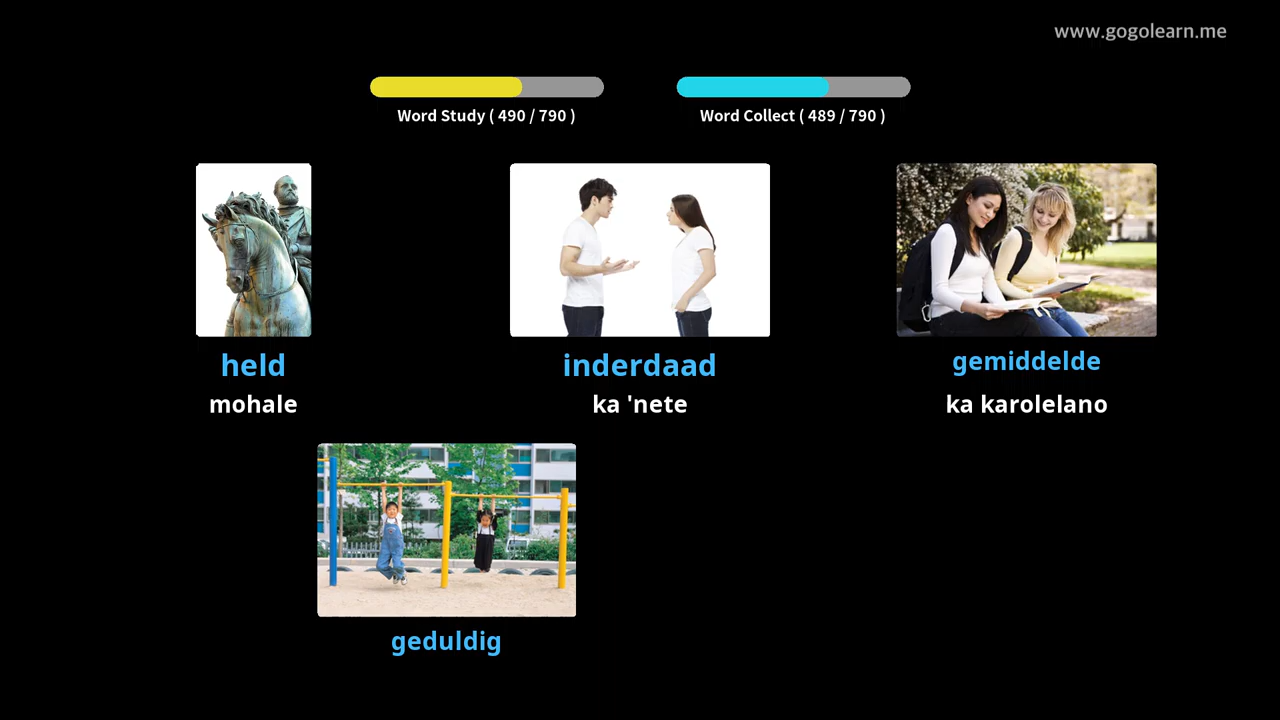 www.gogolearn.me
Word Study ( 490 / 790 )
Word Collect ( 489 / 790 )
held
inderdaad
gemiddelde
mohale
ka 'nete
ka karolelano
geduldig